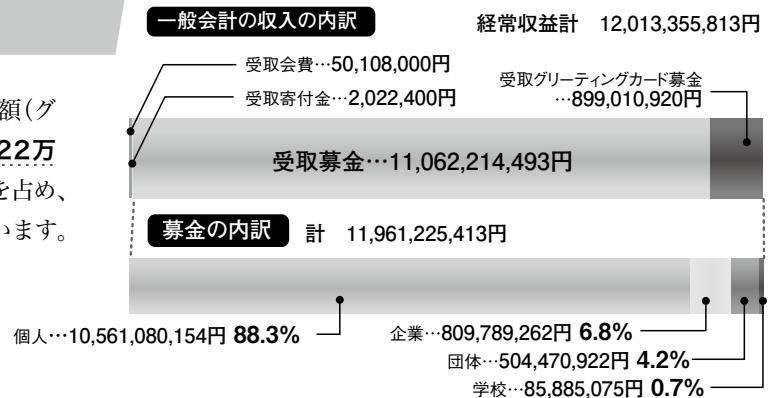 一般会計の収入の内訳
経常収益計 12,013,355,813円
受取会費…50,108,000円
受取寄付金…2,022,400円
受取グリーティングカード募金
…899,010,920円
額(グ
22万
を占め、
います。
受取募金…11,062,214,493円
募金の内訳 計 11,961,225,413円
個人…10,561,080,154円 88.3%
企業…809,789,262円 6.8%
団体…504,470,922円 4.2%
学校…85,885,075円 0.7%